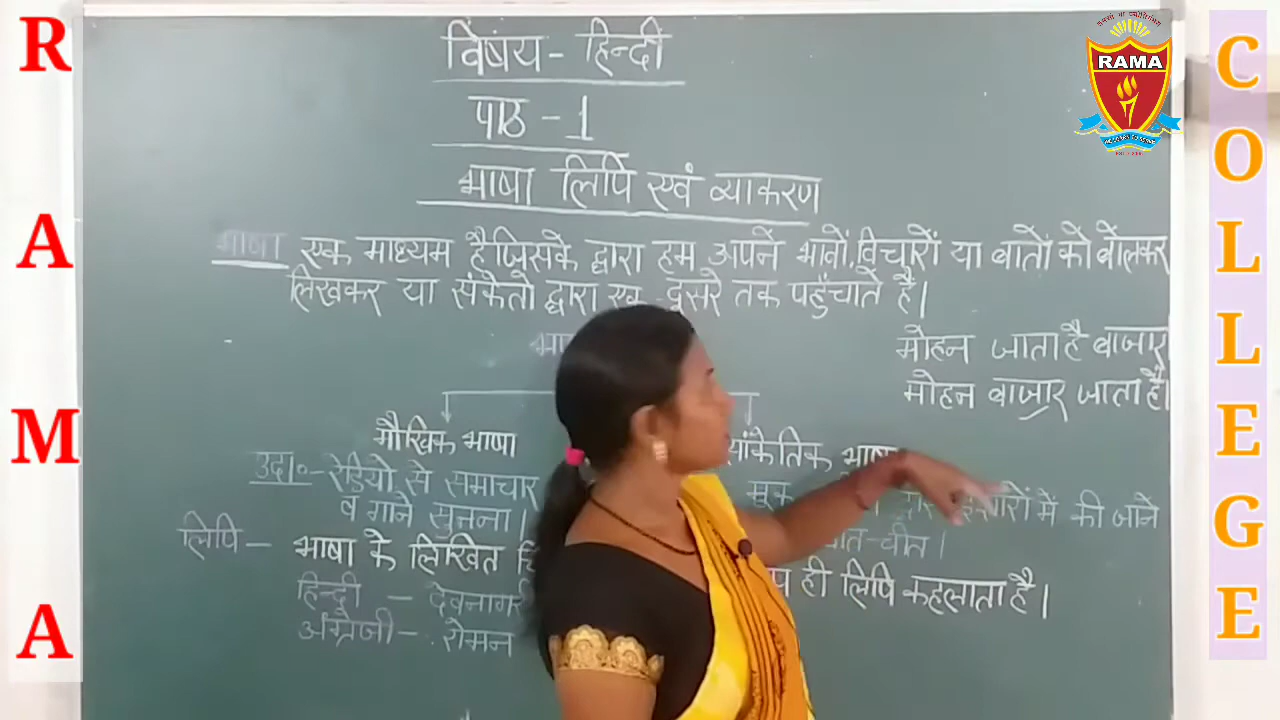 RAMA
COLLEGE
RAMA
विषय - हिन्दी
पाठ - 1
भाषा लिपि एवं व्याकरण
भाषा एक माध्यम है जिसके द्वारा हम अपने भावों, विचारों या बातों को बोलकर
लिखकर या संकेतो द्वारा एक-दूसरे तक पहुँचाते है।
मोहन जाता है बाजार
मोहन बाजार जाता है।
मौखिक भाषा
सांकेतिक भाषा
उदा०- रेडियो से समाचार
व गाने सुनना।
मूक
इशारों में की जाने
बात-चीत।
लिपि - भाषा के लिखित
ही लिपि कहलाता है।
हिन्दी - देवनागरी
अंग्रेजी - रोमन